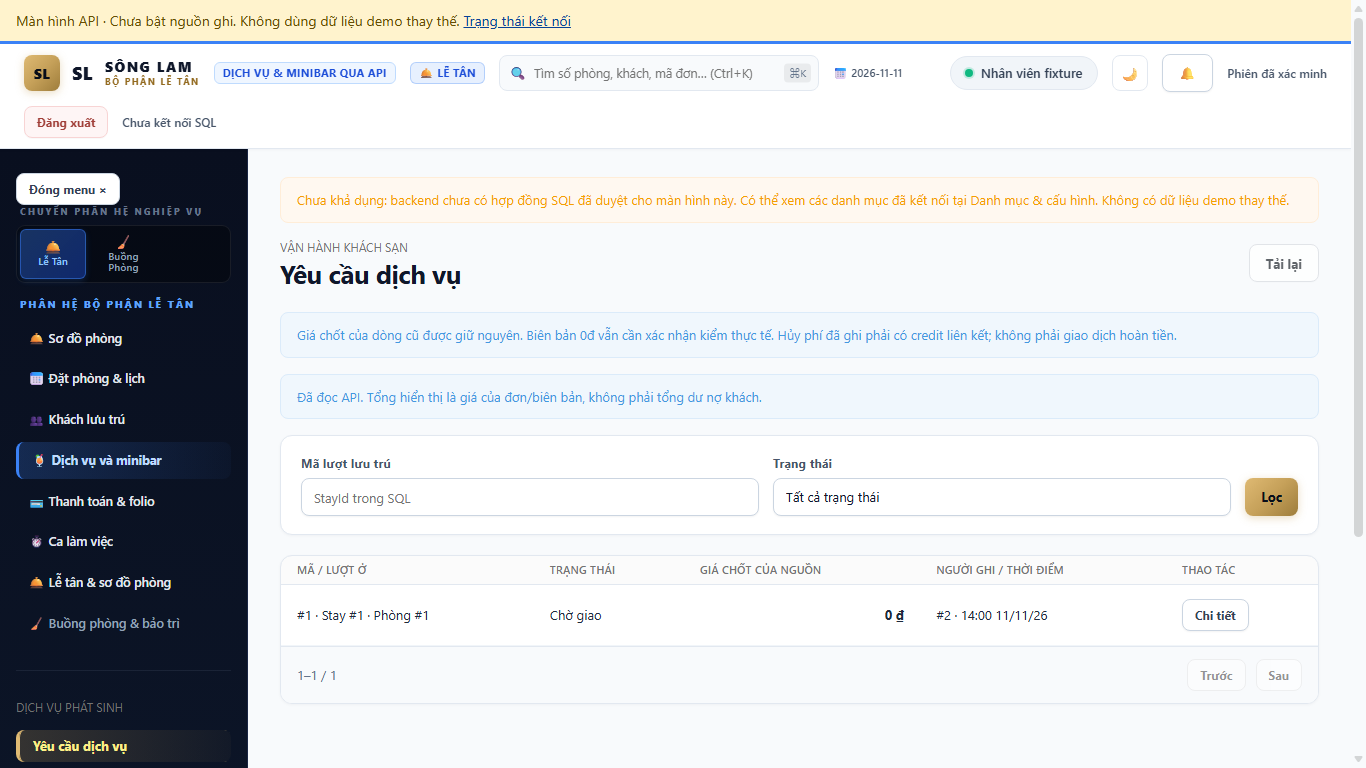 Màn hình API · Chưa bật nguồn ghi. Không dùng dữ liệu demo thay thế. Trạng thái kết nối
SL
SL
SÔNG LAM
BỘ PHẬN LỄ TÂN
DỊCH VỤ & MINIBAR QUA API
LỄ TÂN
Tìm số phòng, khách, mã đơn... (Ctrl+K)
⌘K
2026-11-11
Nhân viên fixture
Phiên đã xác minh
Đăng xuất
Chưa kết nối SQL
Đóng menu ×
CHUYỂN PHÂN HỆ NGHIỆP VỤ
Lễ Tân
Buồng
Phòng
PHÂN HỆ BỘ PHẬN LỄ TÂN
Sơ đồ phòng
Đặt phòng & lịch
Khách lưu trú
Dịch vụ và minibar
Thanh toán & folio
Ca làm việc
Lễ tân & sơ đồ phòng
Buồng phòng & bảo trì
DỊCH VỤ PHÁT SINH
Yêu cầu dịch vụ
Chưa khả dụng: backend chưa có hợp đồng SQL đã duyệt cho màn hình này. Có thể xem các danh mục đã kết nối tại Danh mục & cấu hình. Không có dữ liệu demo thay thế.
VẬN HÀNH KHÁCH SẠN
Yêu cầu dịch vụ
Tải lại
Giá chốt của dòng cũ được giữ nguyên. Biên bản 0đ vẫn cần xác nhận kiểm thực tế. Hủy phí đã ghi phải có credit liên kết; không phải giao dịch hoàn tiền.
Đã đọc API. Tổng hiển thị là giá của đơn/biên bản, không phải tổng dư nợ khách.
Mã lượt lưu trú
Trạng thái
StayId trong SQL
Tất cả trạng thái
Lọc
MÃ / LƯỢT Ở
TRẠNG THÁI
GIÁ CHỐT CỦA NGUỒN
NGƯỜI GHI / THỜI ĐIỂM
THAO TÁC
#1 · Stay #1 · Phòng #1
Chờ giao
0 ₫
#2 · 14:00 11/11/26
Chi tiết
1–1 / 1
Trước
Sau